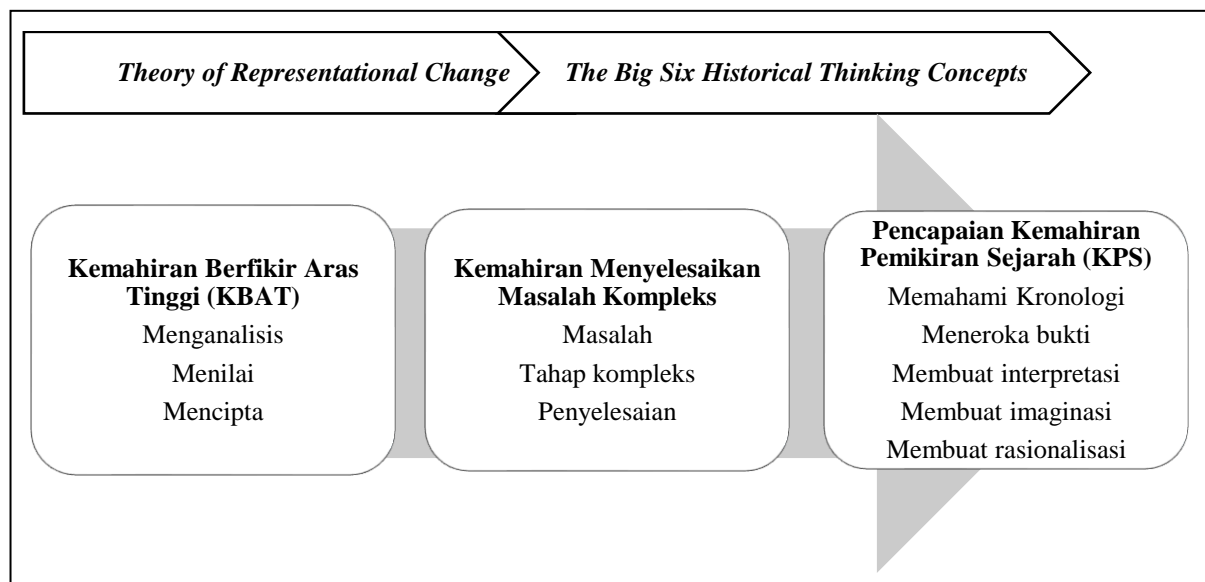 Theory of Representational Change
The Big Six Historical Thinking Concepts
Kemahiran Berfikir Aras
Tinggi (KBAT)
Menganalisis
Menilai
Mencipta
Kemahiran Menyelesaikan
Masalah Kompleks
Masalah
Tahap kompleks
Penyelesaian
Pencapaian Kemahiran
Pemikiran Sejarah (KPS)
Memahami Kronologi
Meneroka bukti
Membuat interpretasi
Membuat imaginasi
Membuat rasionalisasi